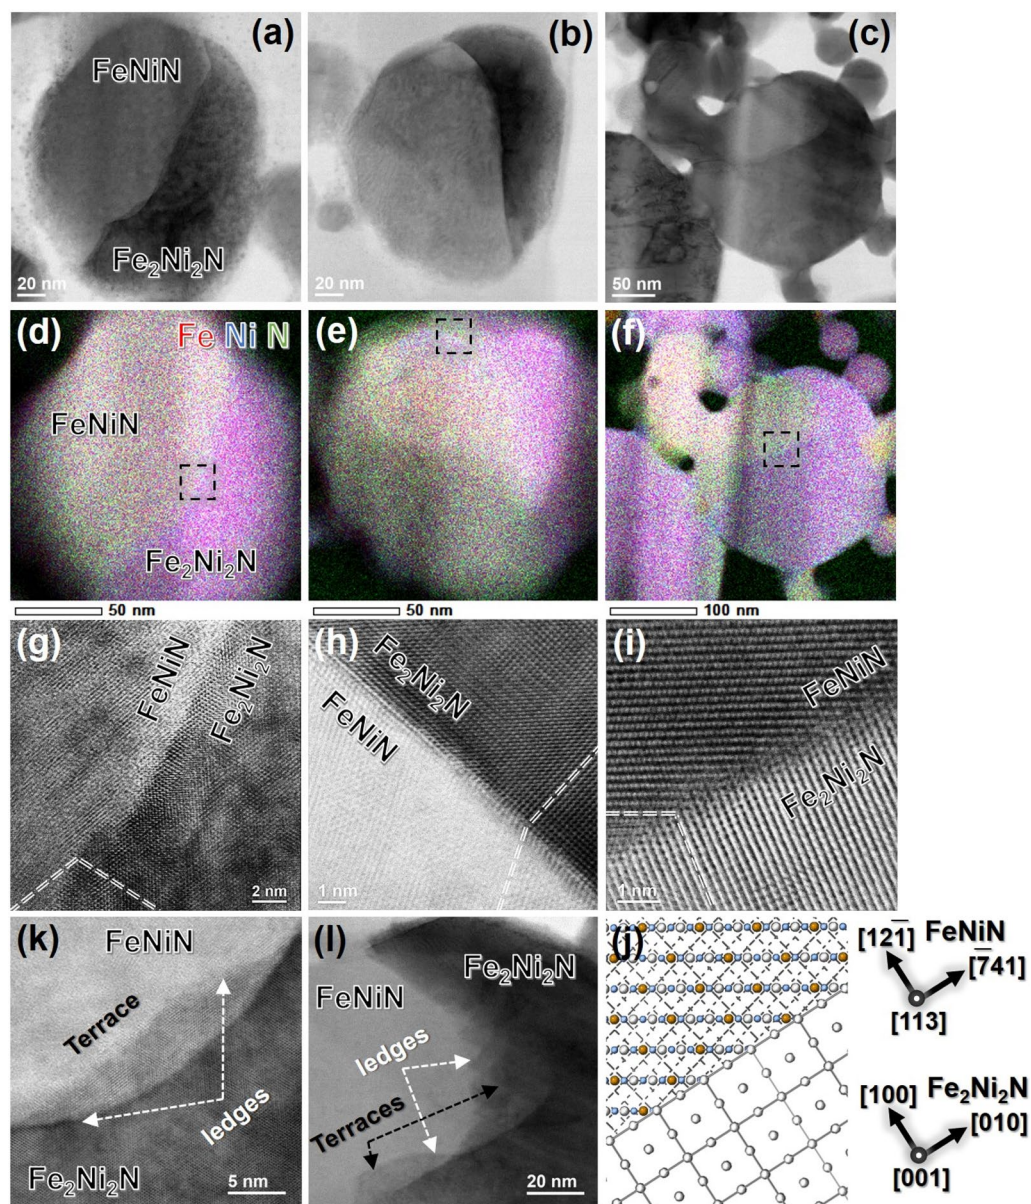 (a)
FeNiN
Fe₂Ni₂N
20 nm
(b)
20 nm
(c)
50 nm
(d)
Fe Ni N
FeNiN
Fe₂Ni₂N
50 nm
(e)
50 nm
(f)
100 nm
(g)
FeNiN
Fe₂Ni₂N
2 nm
(h)
Fe₂Ni₂N
FeNiN
1 nm
(i)
FeNiN
Fe₂Ni₂N
1 nm
(k)
FeNiN
Terrace
ledges
Fe₂Ni₂N
5 nm
(l)
Fe₂Ni₂N
FeNiN
ledges
Terraces
20 nm
(j)
[12̅1̅] FeNiN
[7̅41]
[113]
[100] Fe₂Ni₂N
[010]
[001]